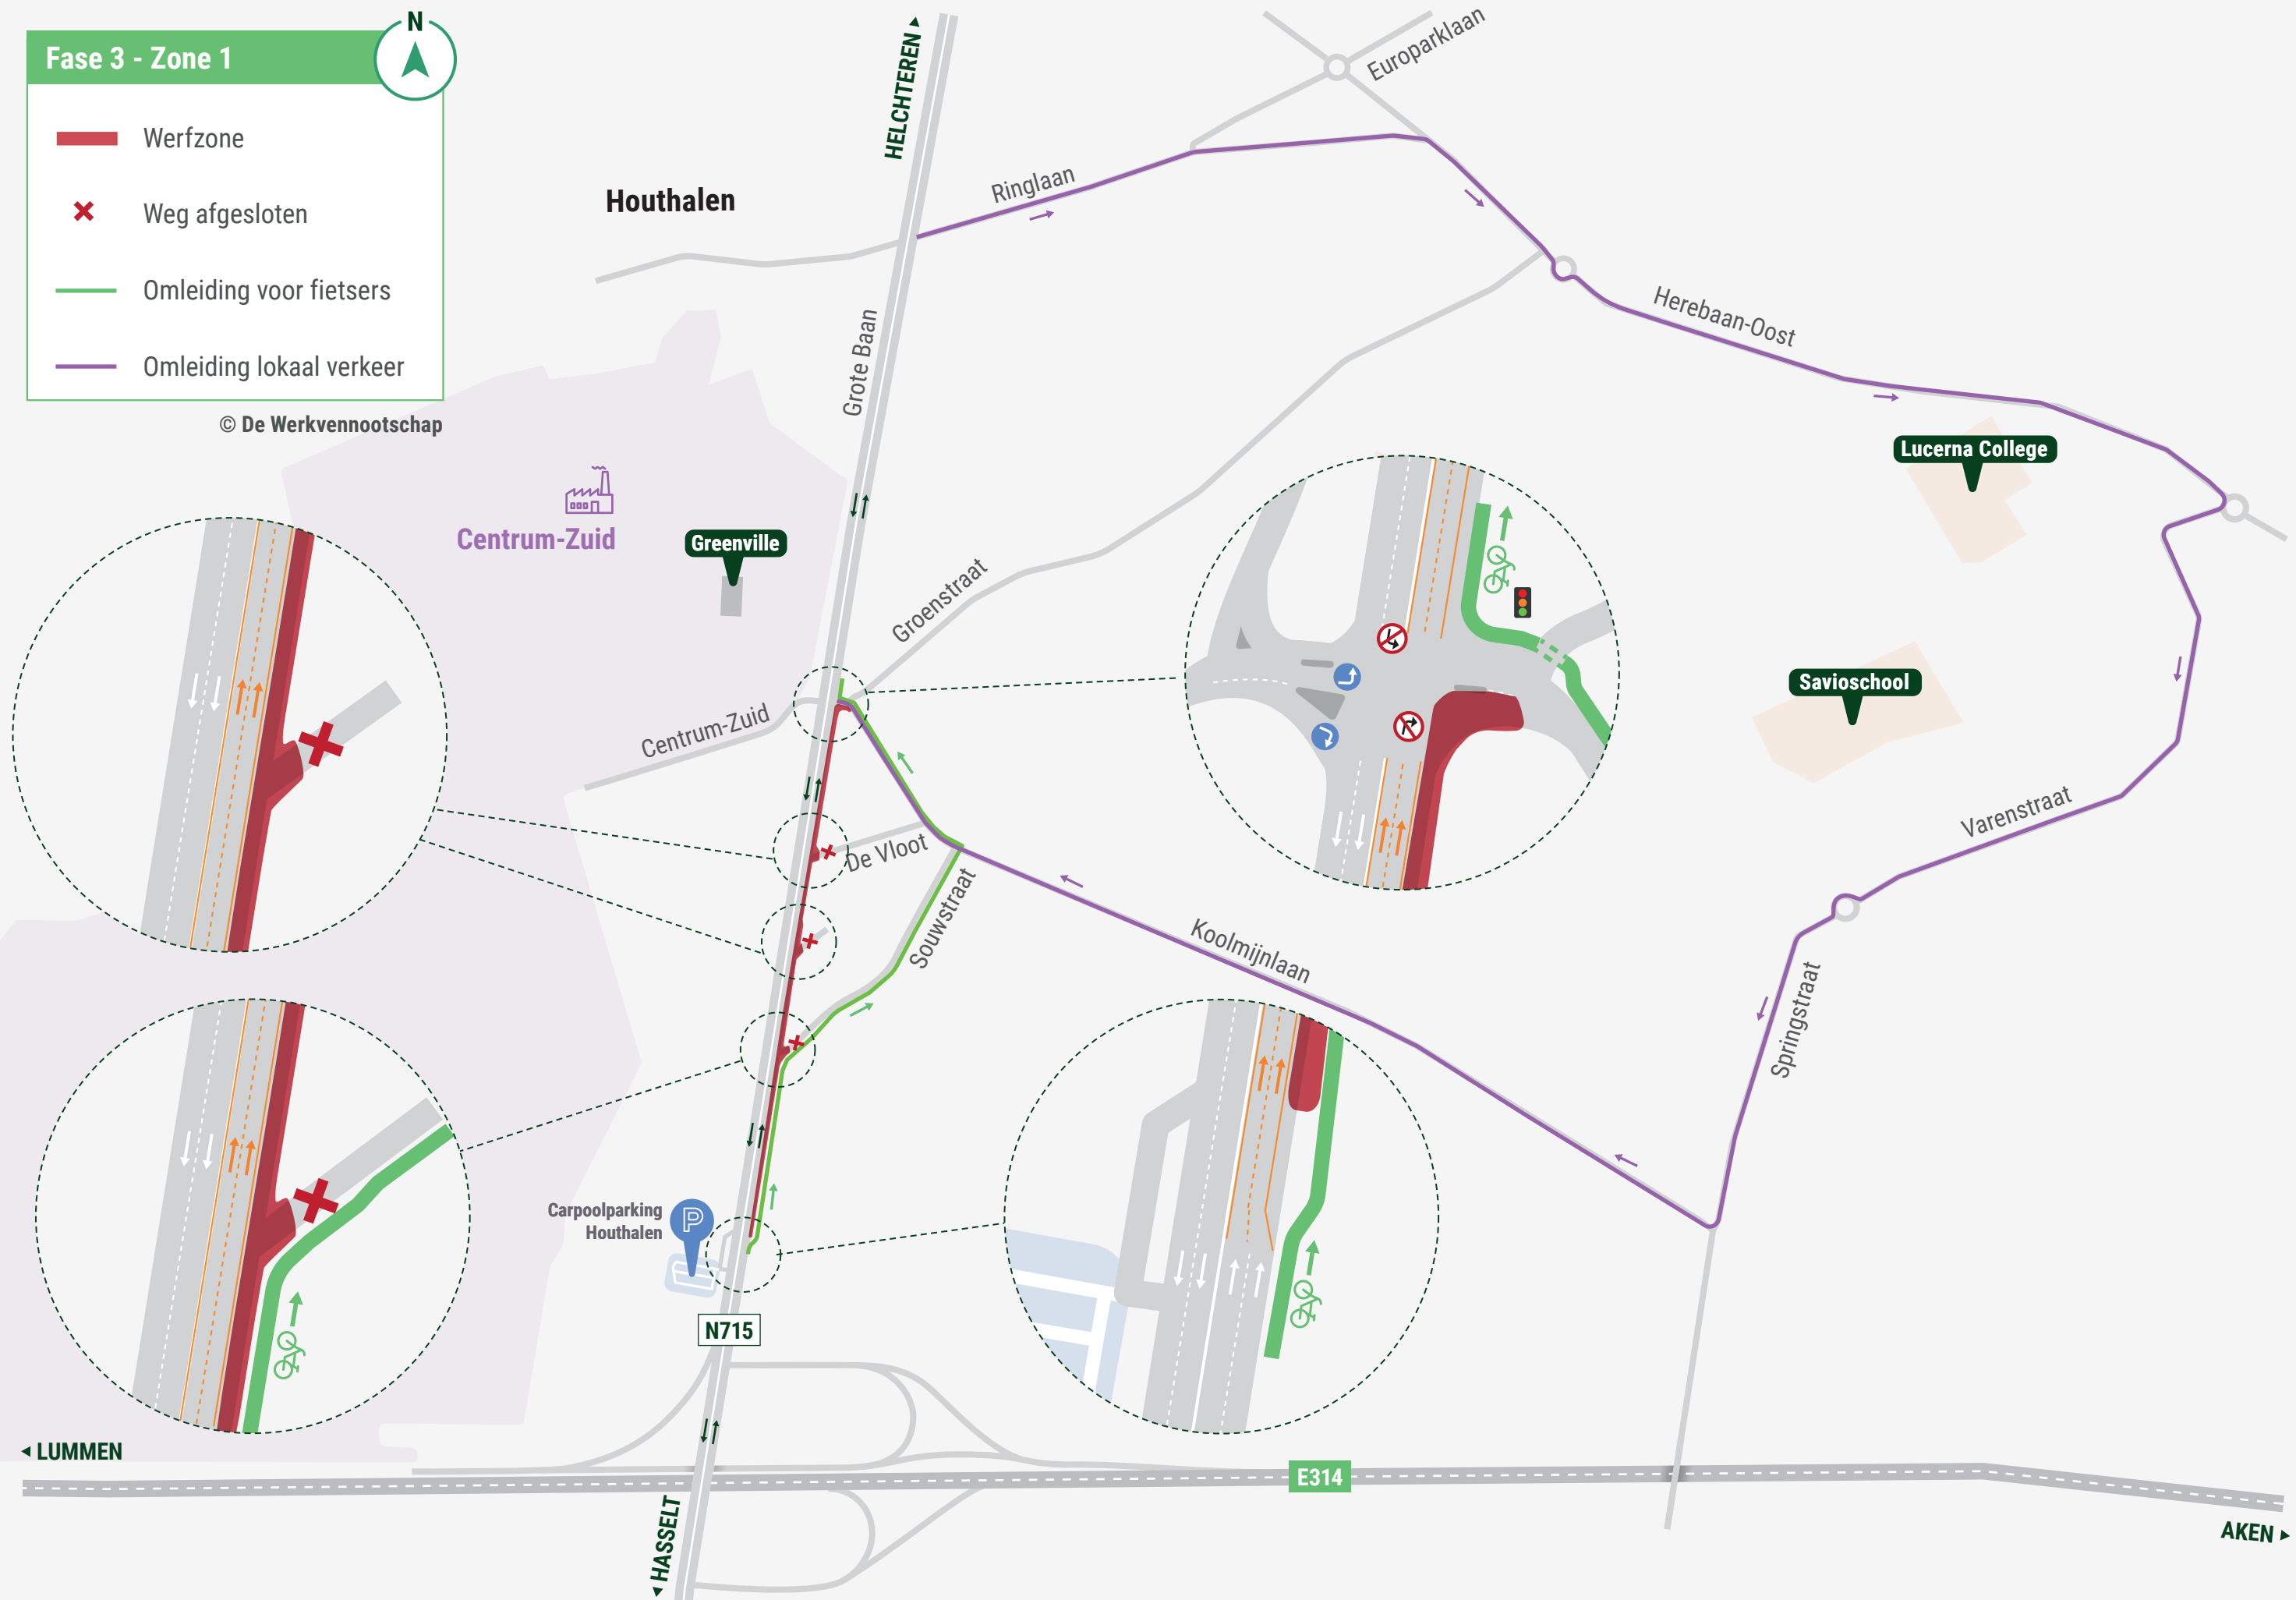 N
Fase 3 - Zone 1
Werfzone
Weg afgesloten
Omleiding voor fietsers
Omleiding lokaal verkeer
© De Werkvennootschap
HELCHTEREN
Europarklaan
Houthalen
Ringlaan
Herebaan-Oost
Grote Baan
Lucerna College
Centrum-Zuid
Greenville
Groenstraat
Savioschool
Centrum-Zuid
De Vloot
Varenstraat
Souwstraat
Koolmijnlaan
Springstraat
Carpoolparking
Houthalen
P
N715
LUMMEN
E314
HASSELT
AKEN